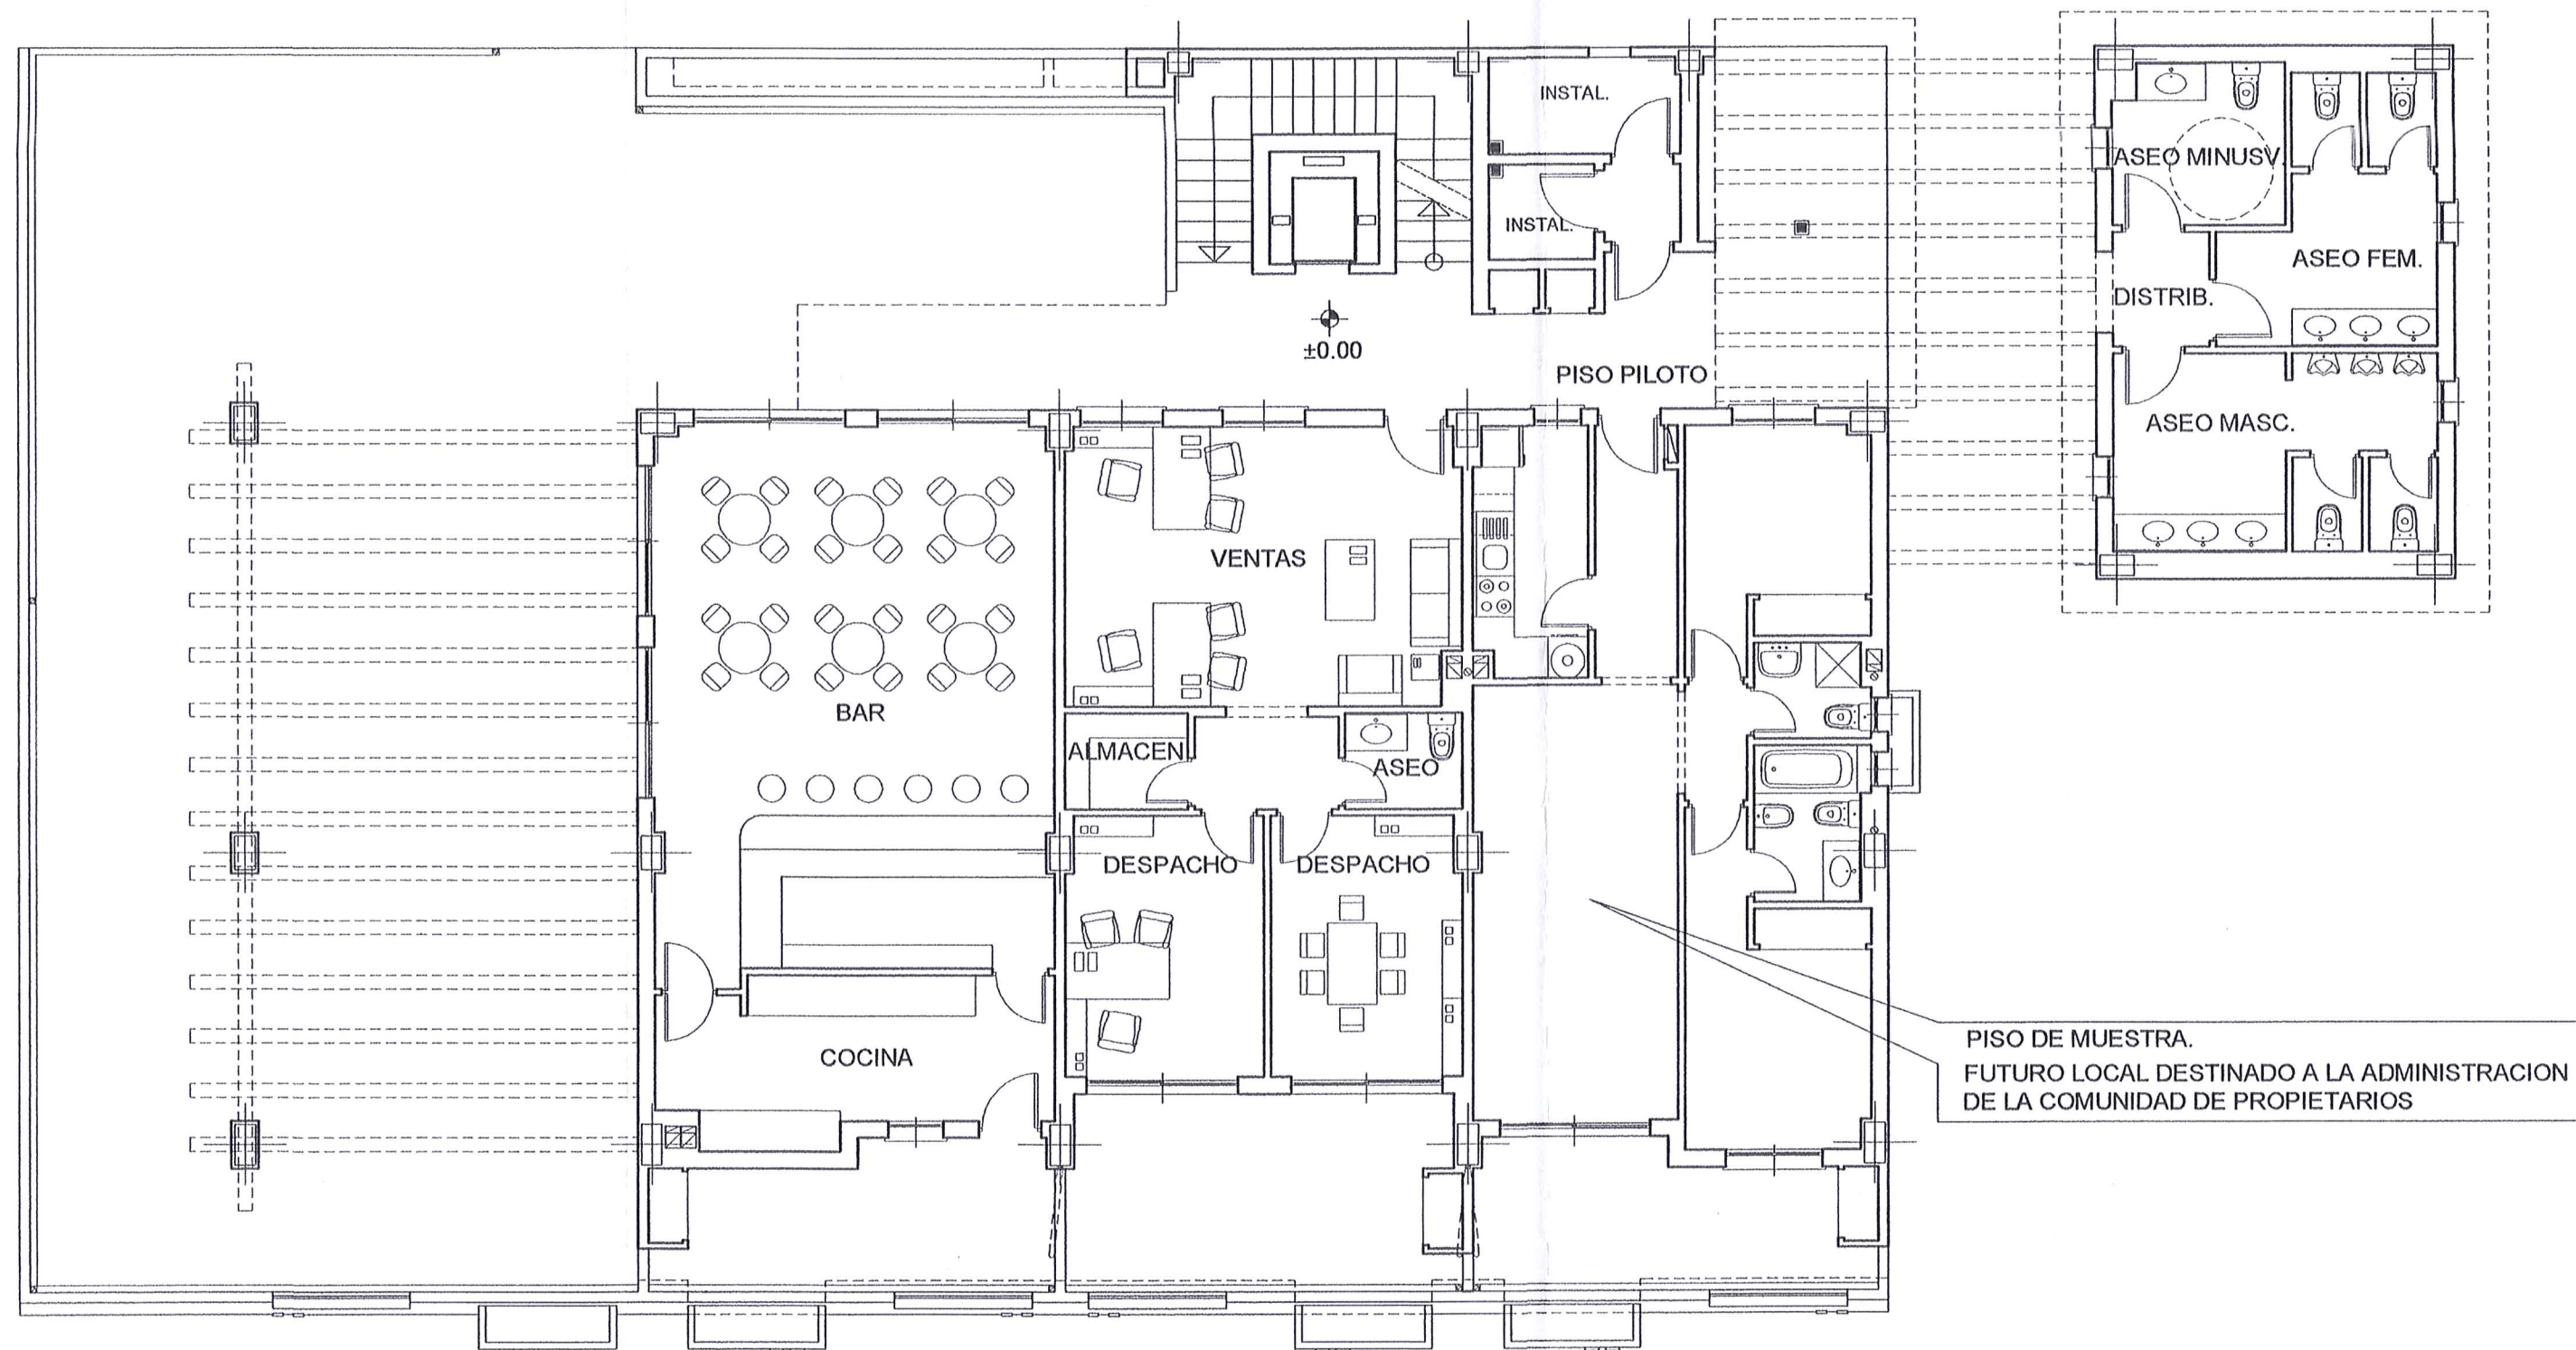 INSTAL.
ASEO MINUSV.
INSTAL.
ASEO FEM.
DISTRIB.
±0.00
PISO PILOTO
ASEO MASC.
VENTAS
BAR
ALMACEN
ASEO
DESPACHO
DESPACHO
COCINA
PISO DE MUESTRA.
FUTURO LOCAL DESTINADO A LA ADMINISTRACION
DE LA COMUNIDAD DE PROPIETARIOS